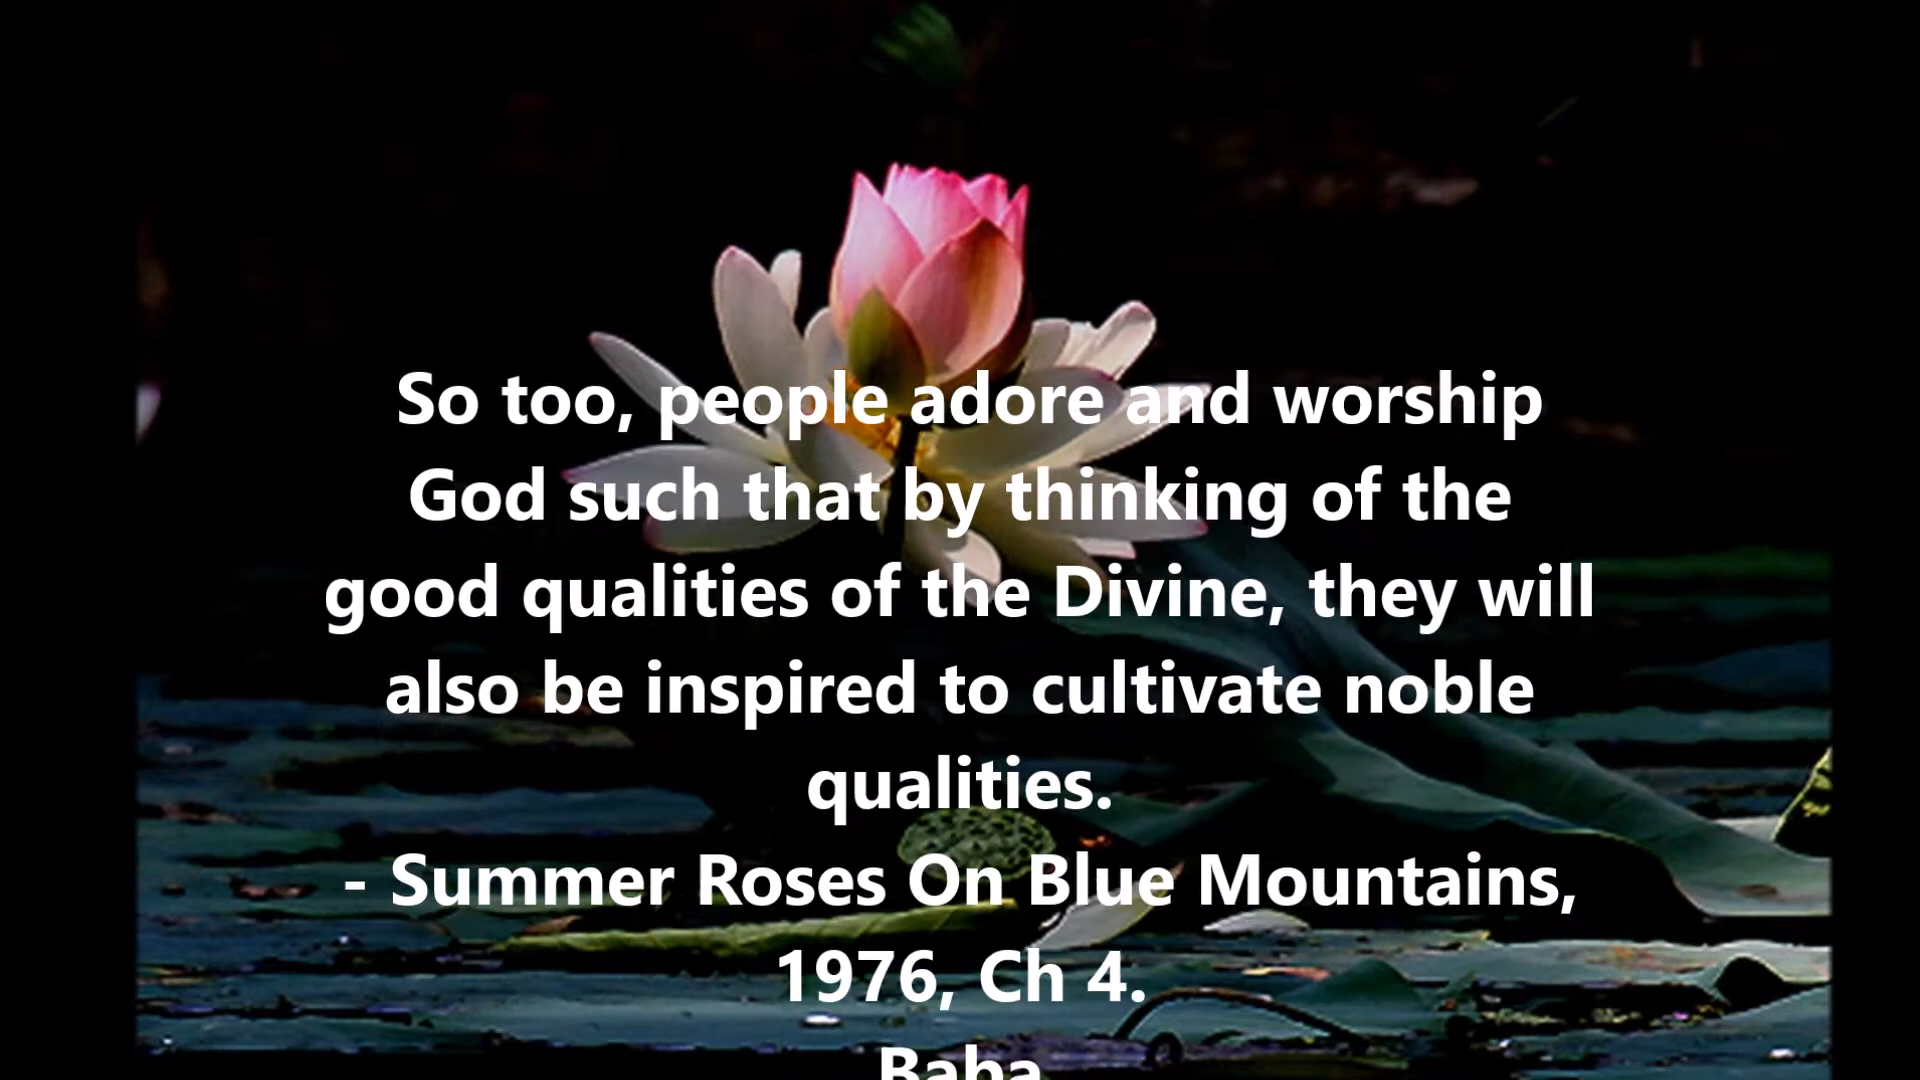 So too, people adore and worship
God such that by thinking of the
good qualities of the Divine, they will
also be inspired to cultivate noble
qualities.
- Summer Roses On Blue Mountains,
1976, Ch 4.
Baba